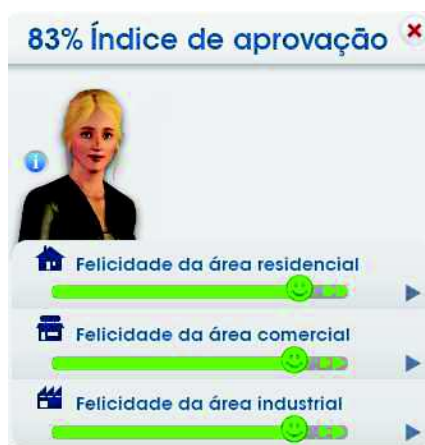 83% Índice de aprovação
Felicidade da área residencial
Felicidade da área comercial
Felicidade da área industrial